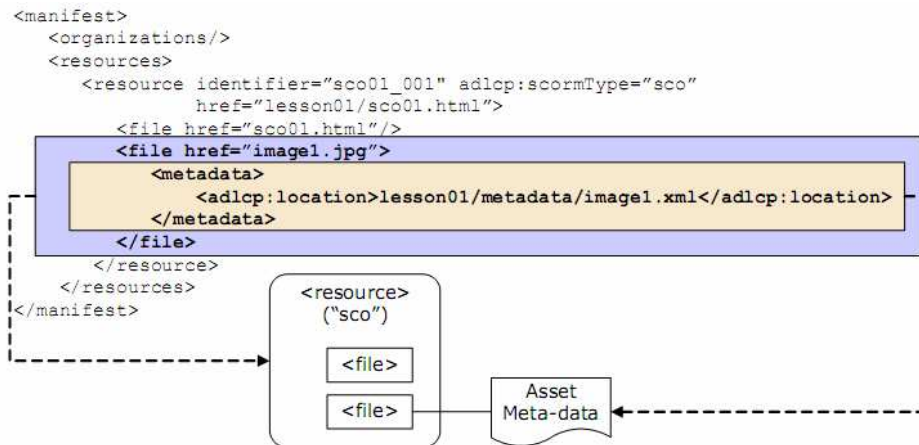 <manifest>
<organizations/>
<resources>
<resource identifier="sco01_001" adlcp:scormType="sco"
href="lesson01/sco01.html">
<file href="sco01.html"/>
<file href="image1.jpg">
<metadata>
<adlcp:location>lesson01/metadata/image1.xml</adlcp:location>
</metadata>
</file>
</resource>
</resources>
</manifest>
<resource>
("sco")
<file>
<file>
Asset
Meta-data